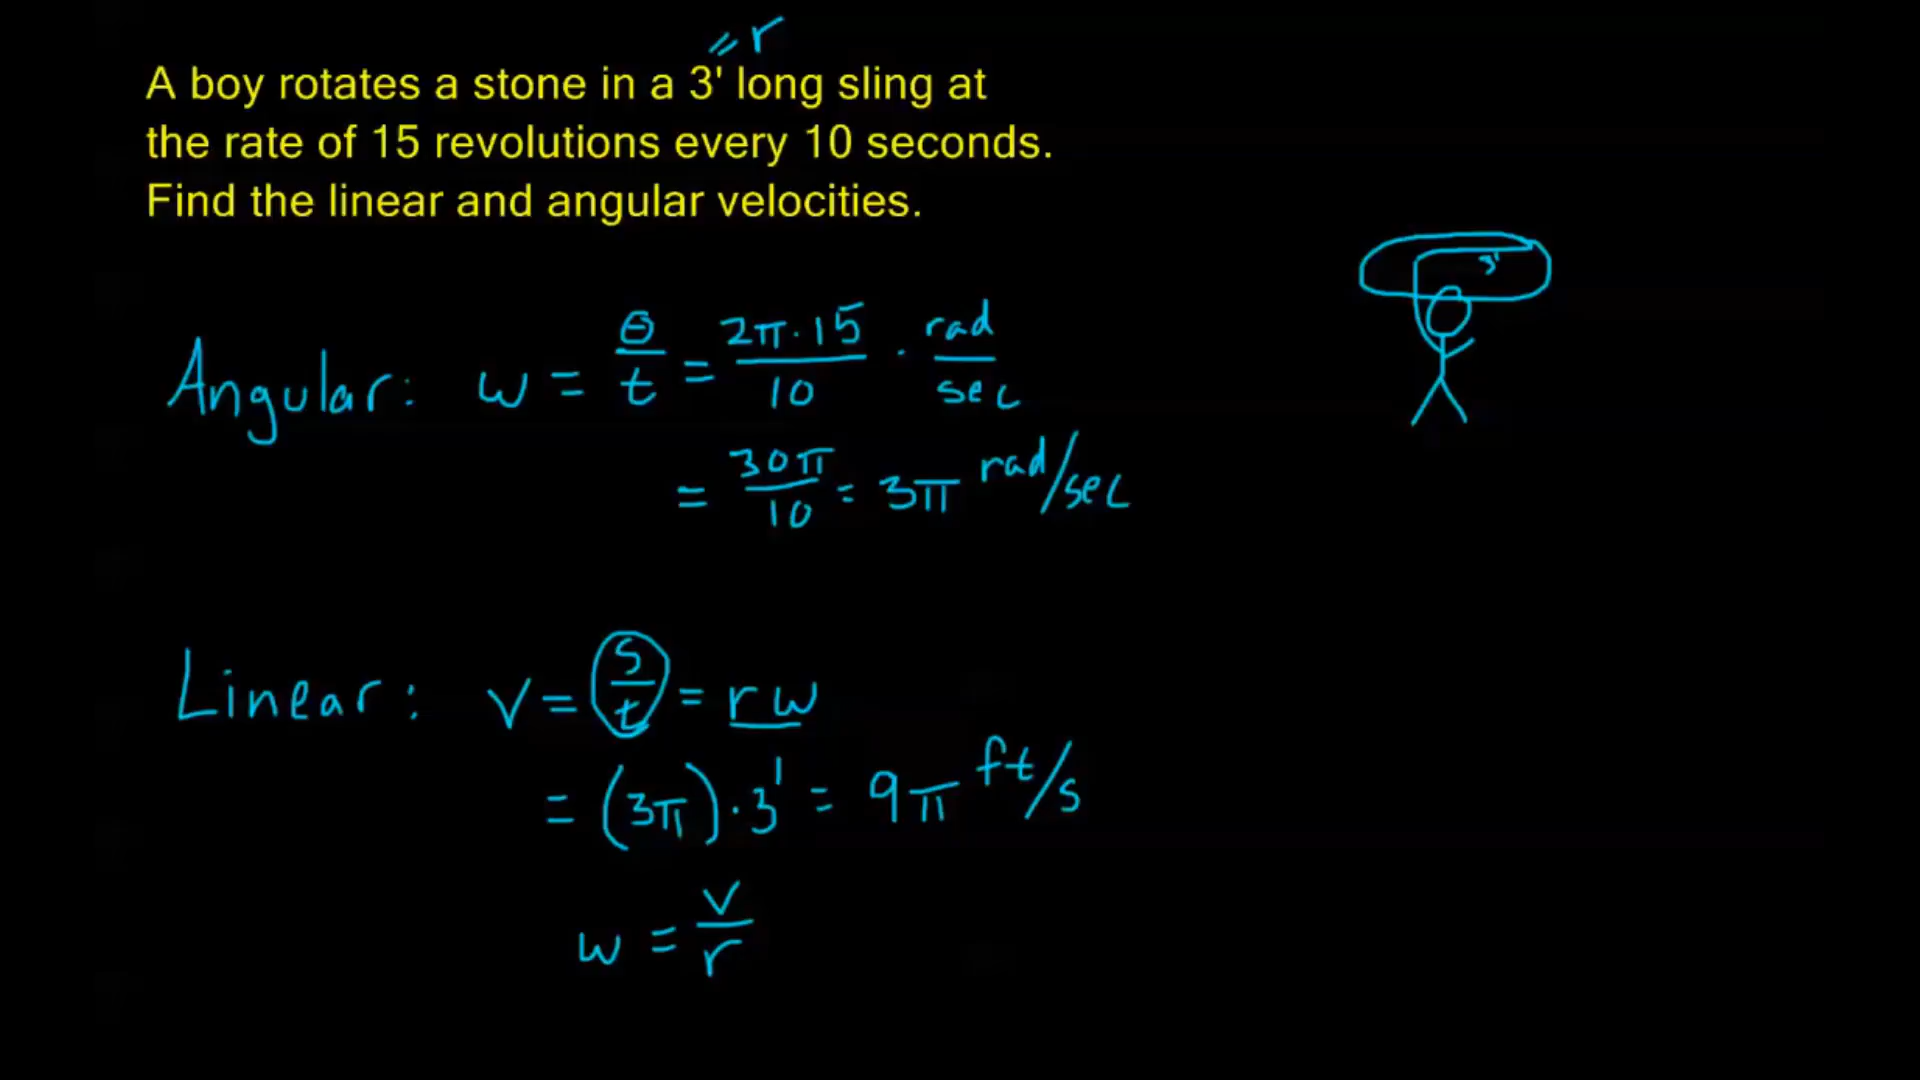 = r
A boy rotates a stone in a 3' long sling at
the rate of 15 revolutions every 10 seconds.
Find the linear and angular velocities.
3'
Angular: w = θ/t = 2π·15/10 · rad/sec
= 30π/10 = 3π rad/sec
Linear: v = s/t = rw
= (3π)·3' = 9π ft/s
w = v/r